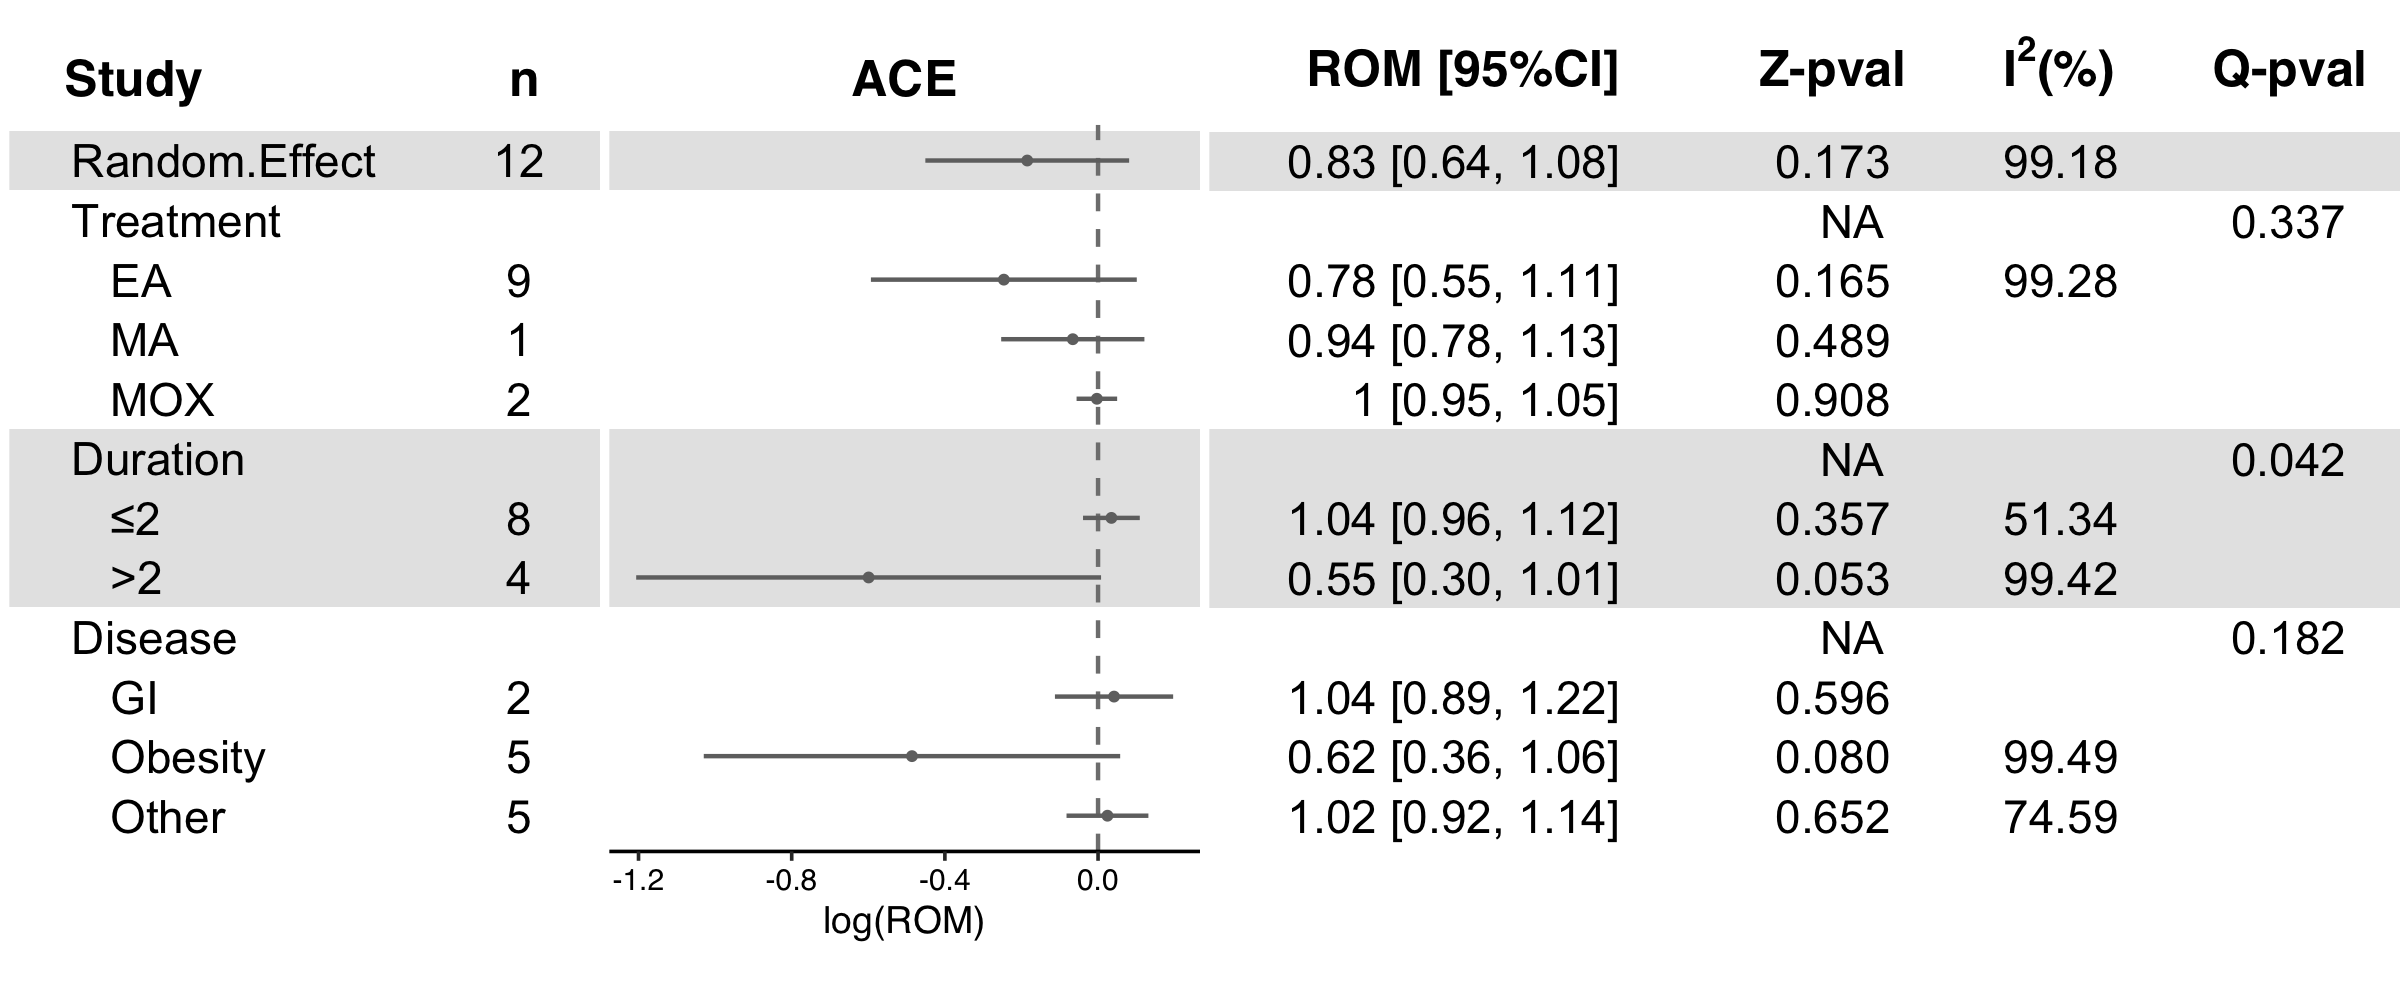 Study n ACE ROM [95%CI] Z-pval I²(%) Q-pval
Random.Effect 12 0.83 [0.64, 1.08] 0.173 99.18
Treatment NA 0.337
EA 9 0.78 [0.55, 1.11] 0.165 99.28
MA 1 0.94 [0.78, 1.13] 0.489
MOX 2 1 [0.95, 1.05] 0.908
Duration NA 0.042
≤2 8 1.04 [0.96, 1.12] 0.357 51.34
>2 4 0.55 [0.30, 1.01] 0.053 99.42
Disease NA 0.182
GI 2 1.04 [0.89, 1.22] 0.596
Obesity 5 0.62 [0.36, 1.06] 0.080 99.49
Other 5 1.02 [0.92, 1.14] 0.652 74.59
-1.2 -0.8 -0.4 0.0
log(ROM)